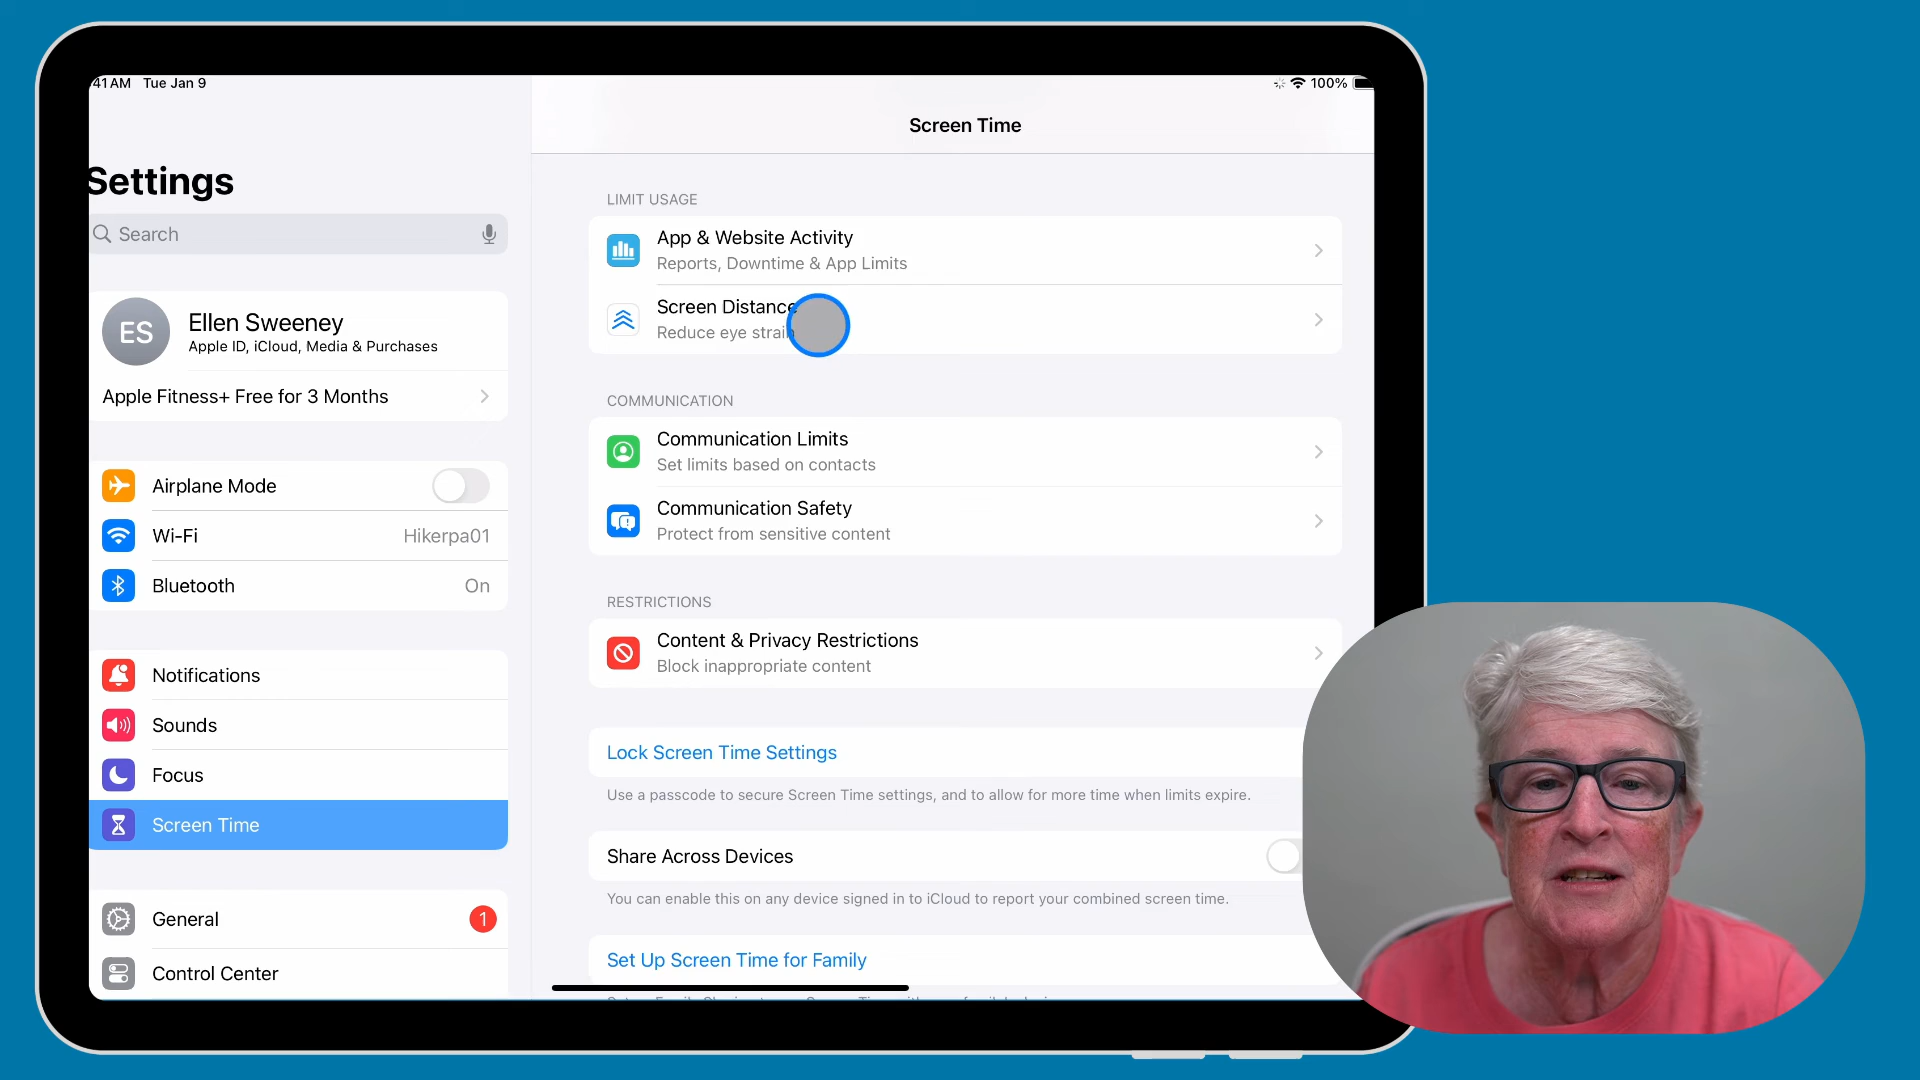 41 AM Tue Jan 9
100%
Settings
Search
ES
Ellen Sweeney
Apple ID, iCloud, Media & Purchases
Apple Fitness+ Free for 3 Months
Airplane Mode
Wi-Fi Hikerpa01
Bluetooth On
Notifications
Sounds
Focus
Screen Time
General 1
Control Center
Screen Time
LIMIT USAGE
App & Website Activity
Reports, Downtime & App Limits
Screen Distance
Reduce eye strain
COMMUNICATION
Communication Limits
Set limits based on contacts
Communication Safety
Protect from sensitive content
RESTRICTIONS
Content & Privacy Restrictions
Block inappropriate content
Lock Screen Time Settings
Use a passcode to secure Screen Time settings, and to allow for more time when limits expire.
Share Across Devices
You can enable this on any device signed in to iCloud to report your combined screen time.
Set Up Screen Time for Family